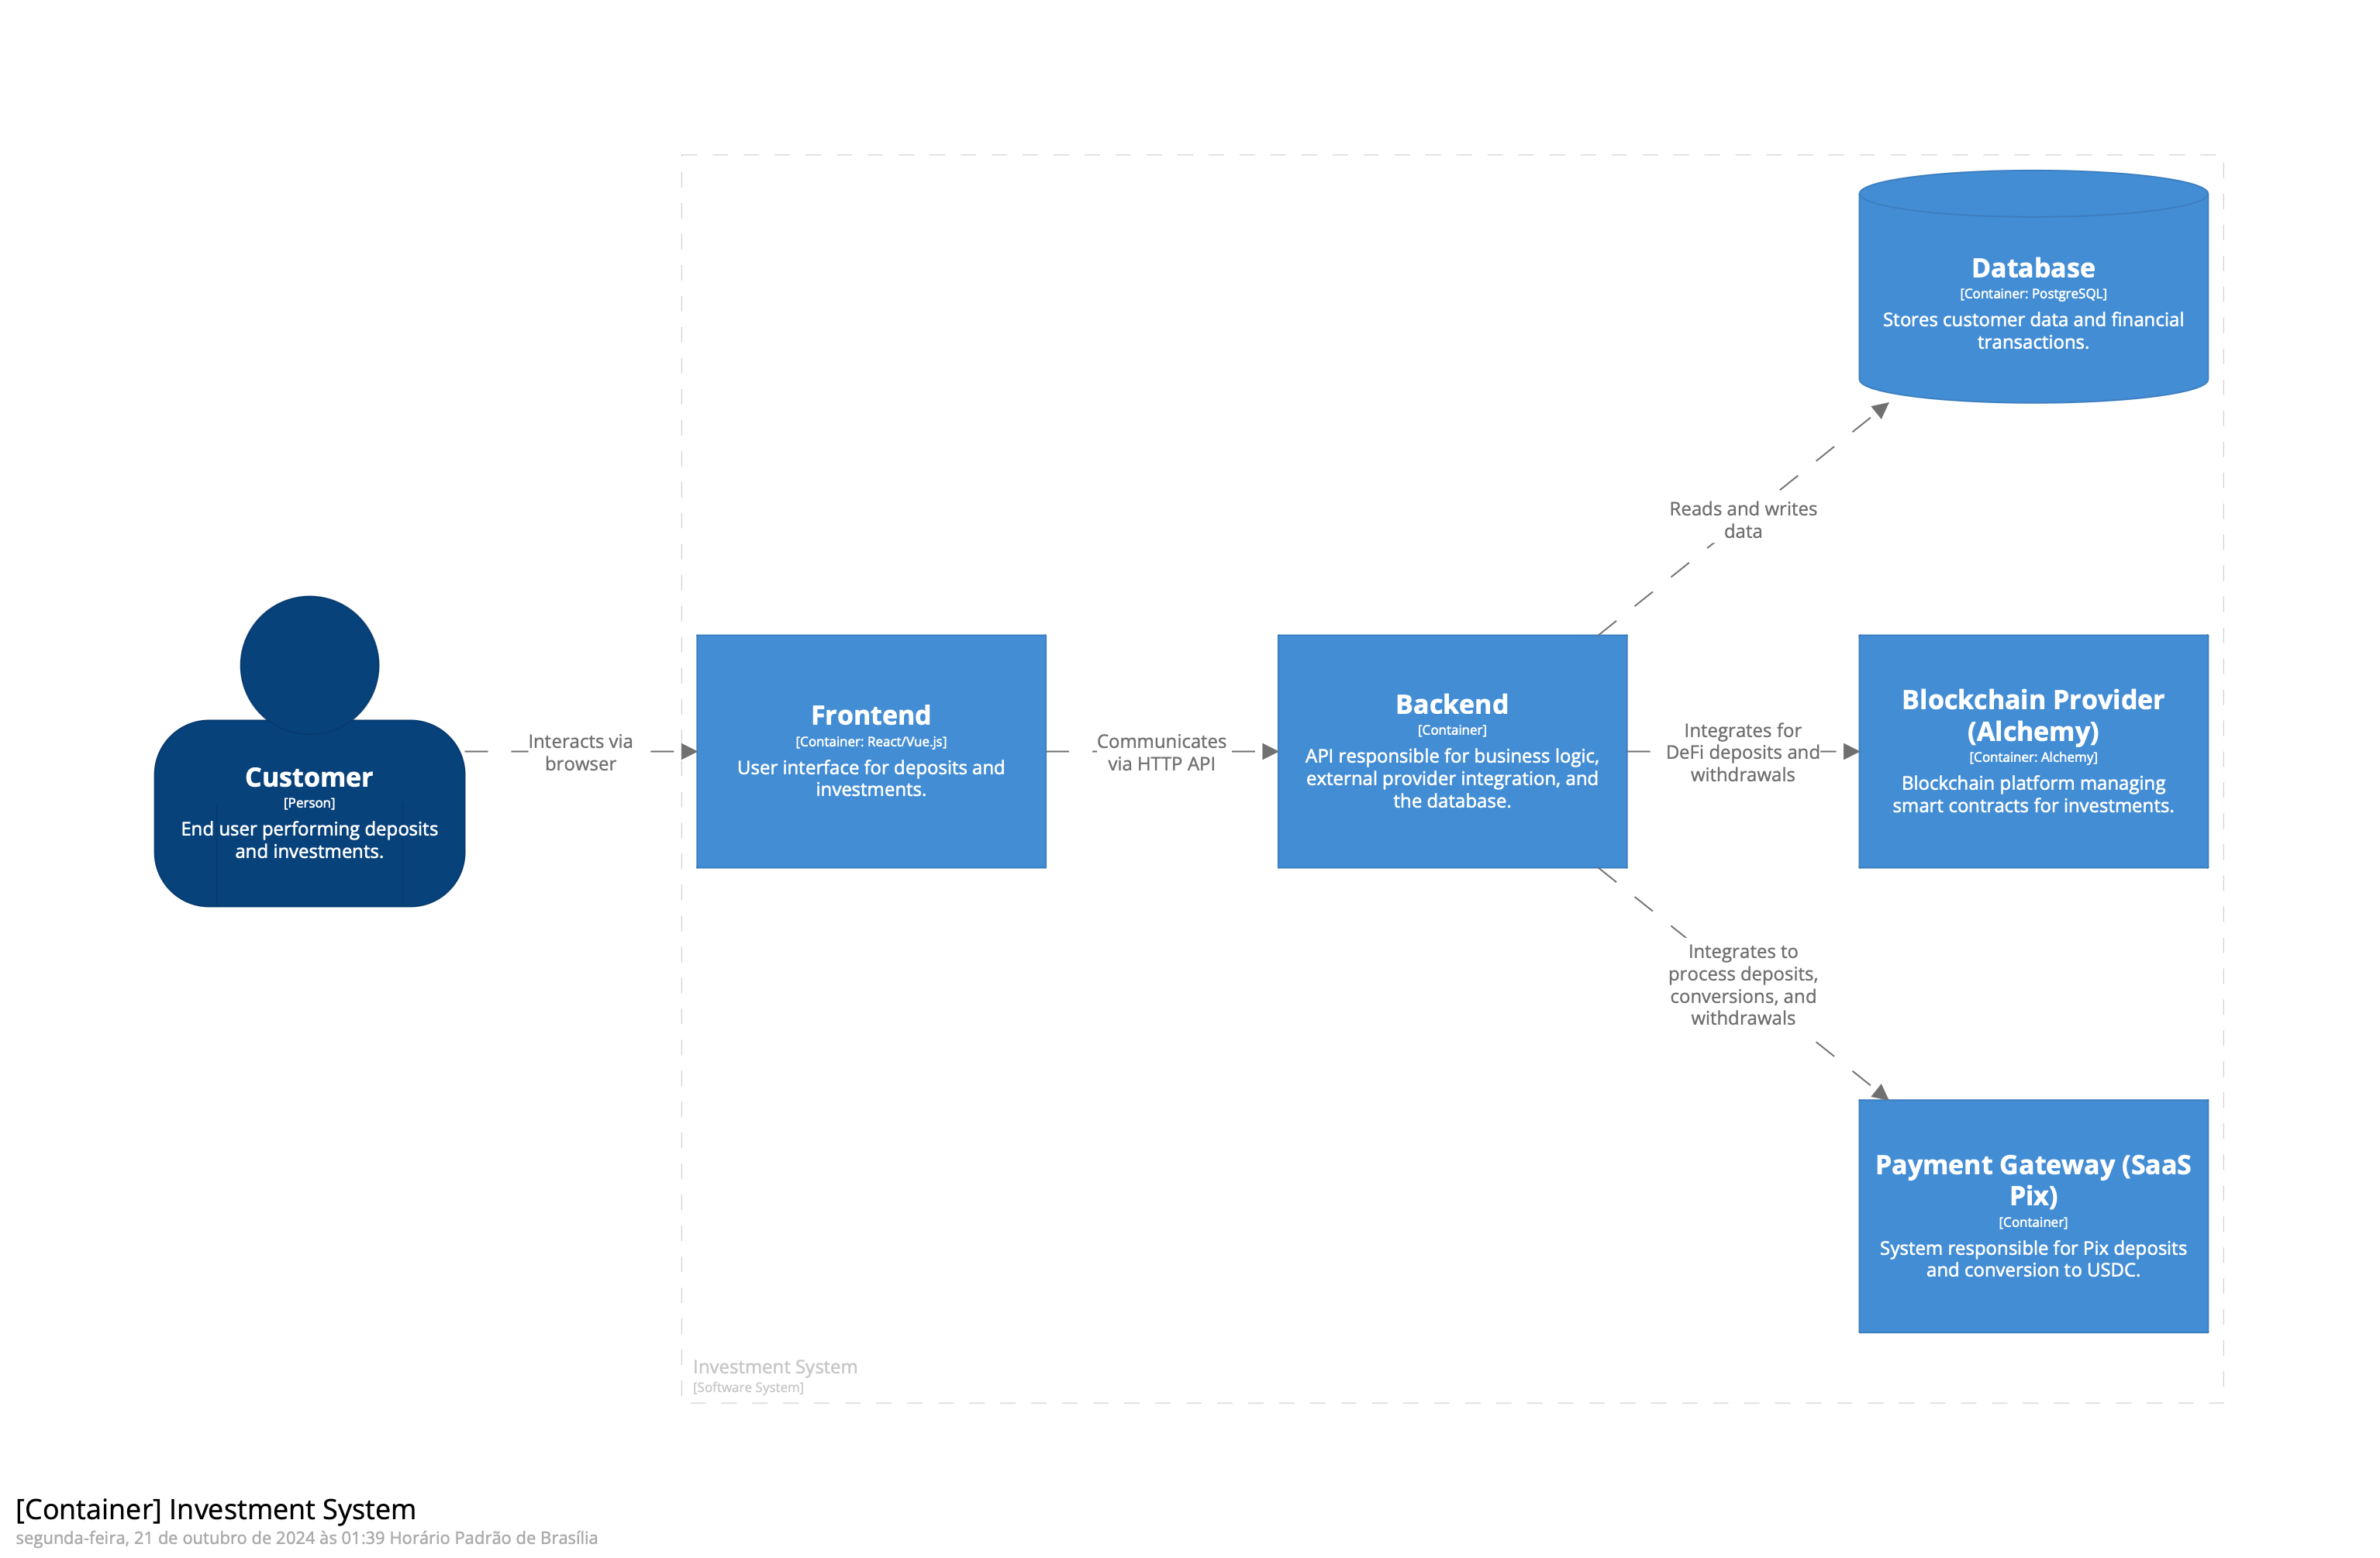 Database
[Container: PostgreSQL]
Stores customer data and financial
transactions.
Reads and writes
data
Customer
[Person]
End user performing deposits
and investments.
Interacts via
browser
Frontend
[Container: React/Vue.js]
User interface for deposits and
investments.
Communicates
via HTTP API
Backend
[Container]
API responsible for business logic,
external provider integration, and
the database.
Integrates for
DeFi deposits and
withdrawals
Blockchain Provider
(Alchemy)
[Container: Alchemy]
Blockchain platform managing
smart contracts for investments.
Integrates to
process deposits,
conversions, and
withdrawals
Payment Gateway (SaaS
Pix)
[Container]
System responsible for Pix deposits
and conversion to USDC.
Investment System
[Software System]
[Container] Investment System
segunda-feira, 21 de outubro de 2024 às 01:39 Horário Padrão de Brasília